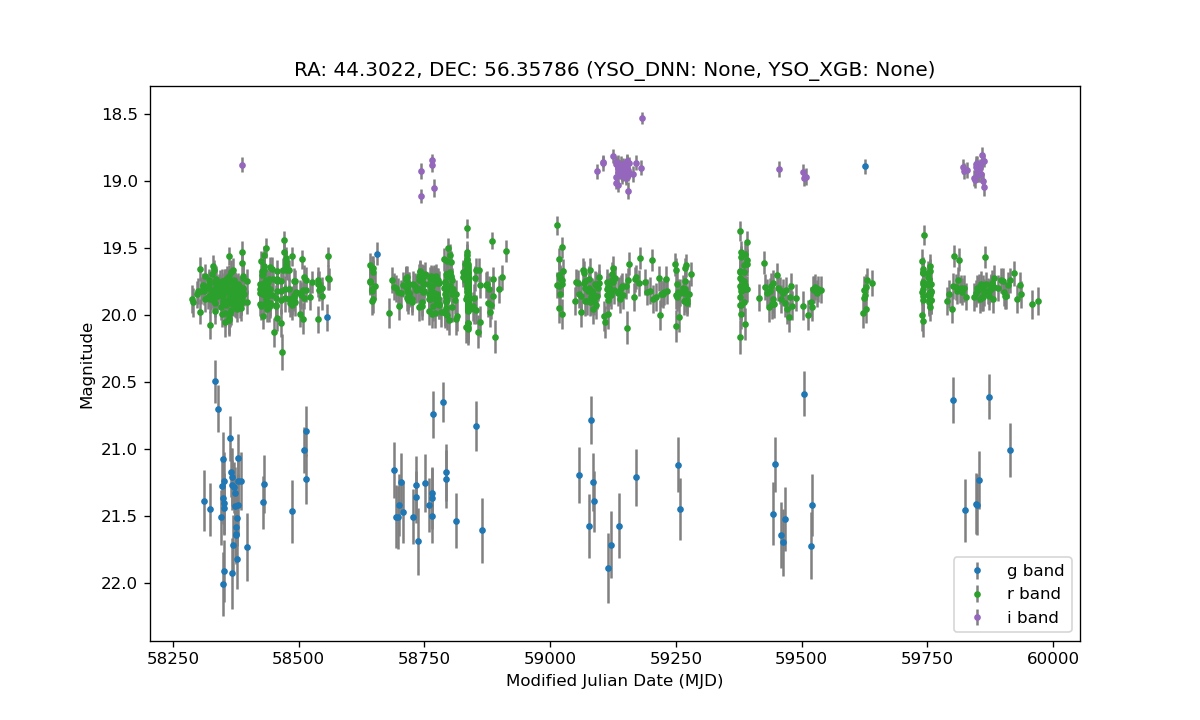 RA: 44.3022, DEC: 56.35786 (YSO_DNN: None, YSO_XGB: None)
18.5
19.0
19.5
20.0
20.5
21.0
21.5
22.0
Magnitude
g band
r band
i band
58250 58500 58750 59000 59250 59500 59750 60000
Modified Julian Date (MJD)